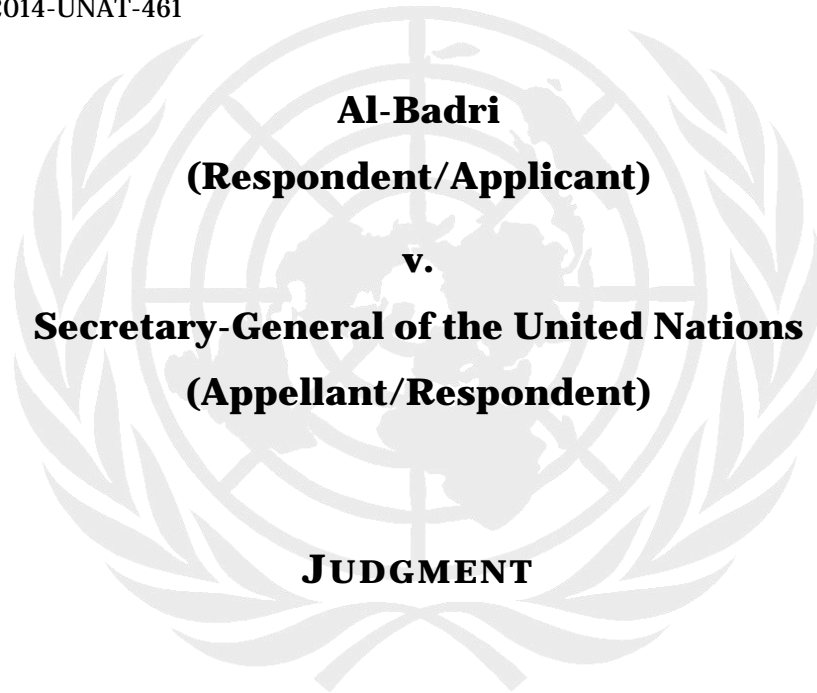 2014-UNAT-461
Al-Badri
(Respondent/Applicant)
v.
Secretary-General of the United Nations
(Appellant/Respondent)
JUDGMENT